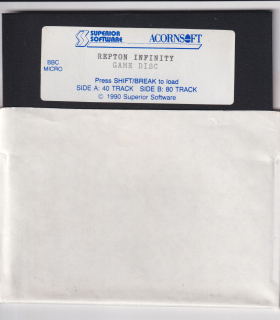 SUPERIOR
SOFTWARE
ACORNSOFT
REPTON INFINITY
BBC
MICRO
GAME DISC
Press SHIFT/BREAK to load
SIDE A: 40 TRACK SIDE B: 80 TRACK
© 1990 Superior Software